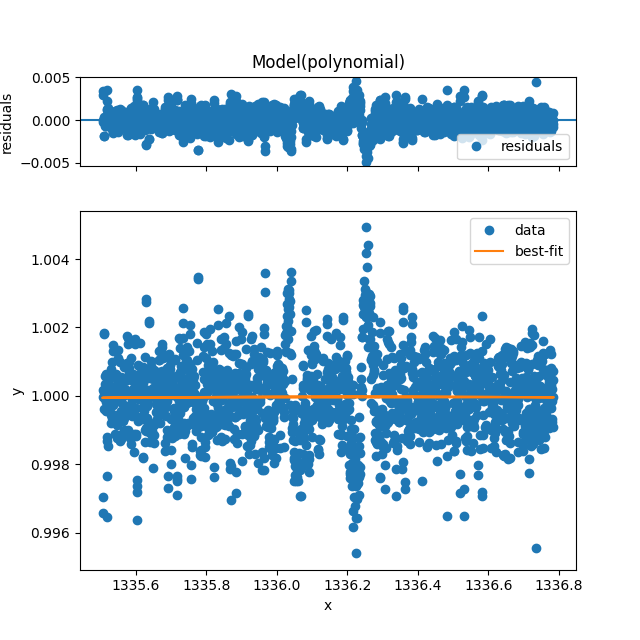 Model(polynomial)
residuals
0.005
0.000
−0.005
residuals
y
1.004
1.002
1.000
0.998
0.996
data
best-fit
1335.6 1335.8 1336.0 1336.2 1336.4 1336.6 1336.8
x